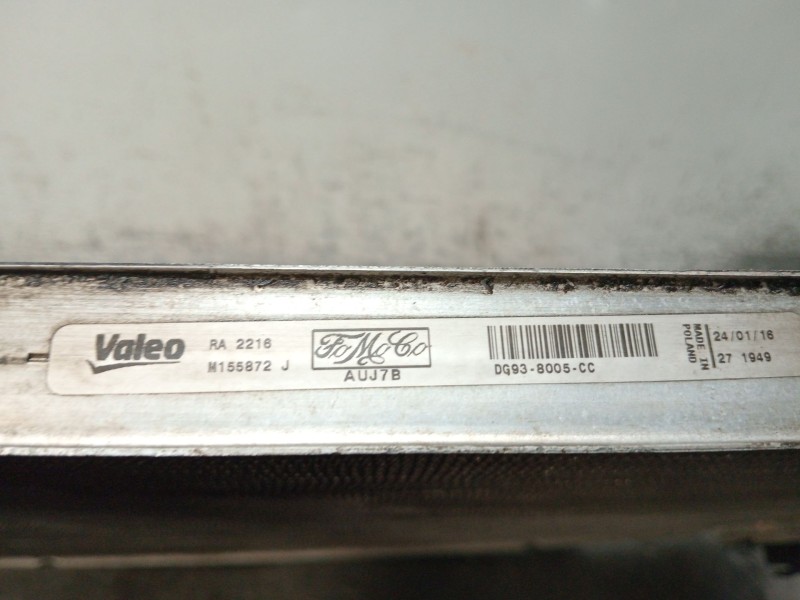 Valeo
RA 2216
M155872 J
FoMoCo
AUJ7B
DG93-8005-CC
MADE IN
POLAND
24/01/16
27 1949